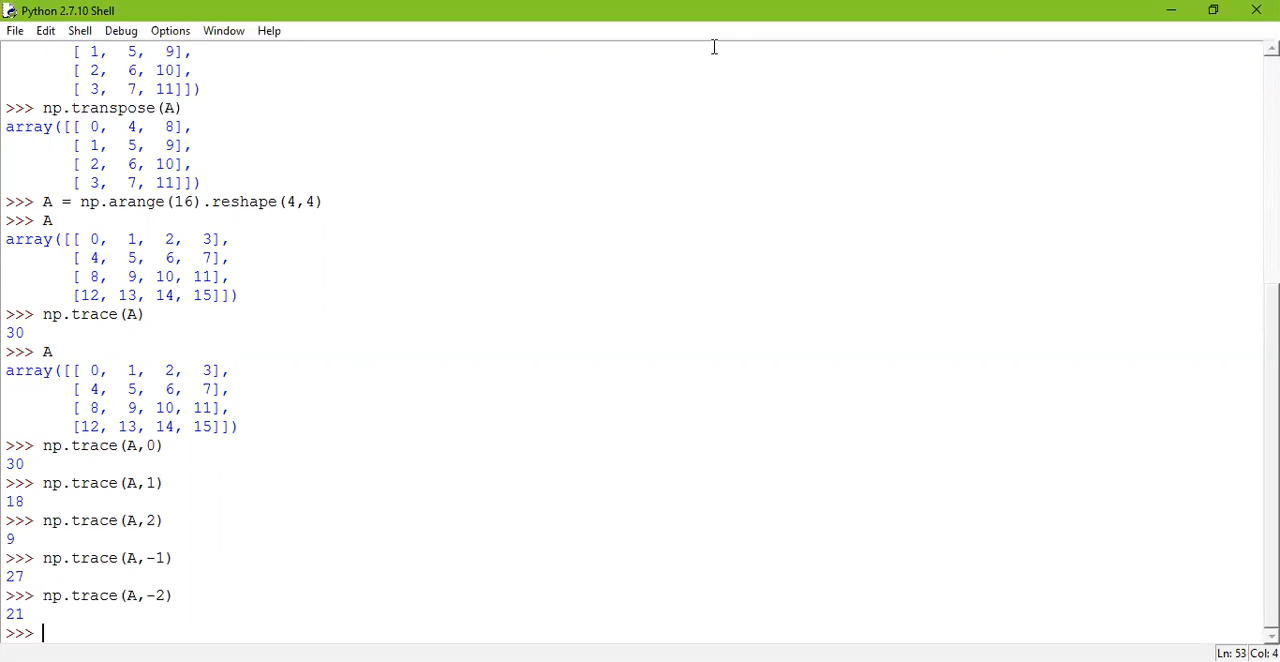 Python 2.7.10 Shell
File Edit Shell Debug Options Window Help
[ 1, 5, 9],
[ 2, 6, 10],
[ 3, 7, 11]])
>>> np.transpose(A)
array([[ 0, 4, 8],
[ 1, 5, 9],
[ 2, 6, 10],
[ 3, 7, 11]])
>>> A = np.arange(16).reshape(4,4)
>>> A
array([[ 0, 1, 2, 3],
[ 4, 5, 6, 7],
[ 8, 9, 10, 11],
[12, 13, 14, 15]])
>>> np.trace(A)
30
>>> A
array([[ 0, 1, 2, 3],
[ 4, 5, 6, 7],
[ 8, 9, 10, 11],
[12, 13, 14, 15]])
>>> np.trace(A,0)
30
>>> np.trace(A,1)
18
>>> np.trace(A,2)
9
>>> np.trace(A,-1)
27
>>> np.trace(A,-2)
21
>>>
Ln: 53 Col: 4